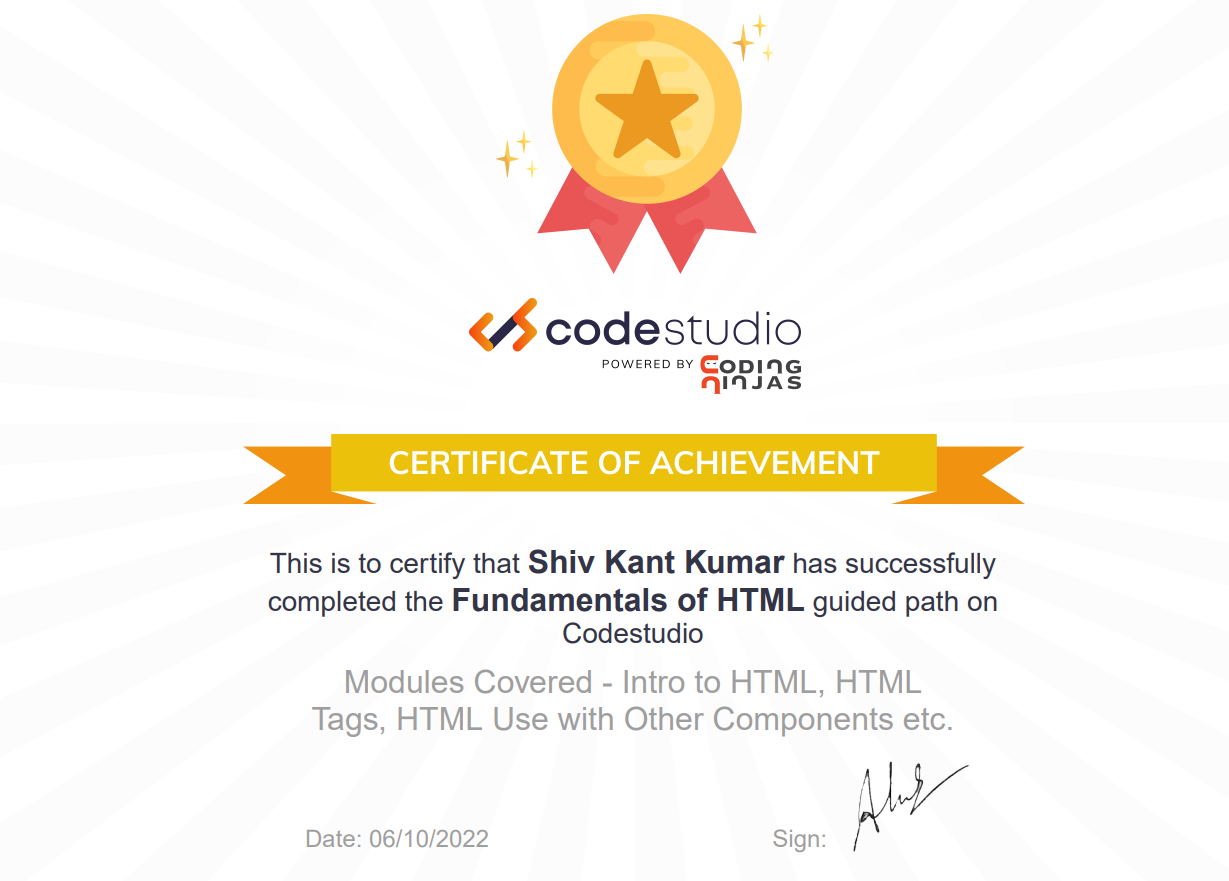 codestudio
POWERED BY CODING
NINJAS
CERTIFICATE OF ACHIEVEMENT
This is to certify that Shiv Kant Kumar has successfully
completed the Fundamentals of HTML guided path on
Codestudio
Modules Covered - Intro to HTML, HTML
Tags, HTML Use with Other Components etc.
Date: 06/10/2022 Sign: